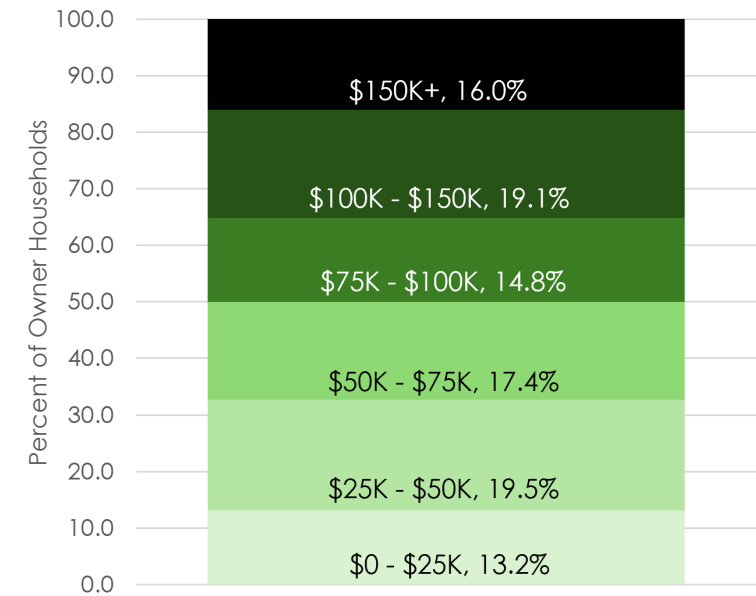 100.0
90.0
80.0
70.0
60.0
50.0
40.0
30.0
20.0
10.0
0.0
Percent of Owner Households
$150K+, 16.0%
$100K - $150K, 19.1%
$75K - $100K, 14.8%
$50K - $75K, 17.4%
$25K - $50K, 19.5%
$0 - $25K, 13.2%